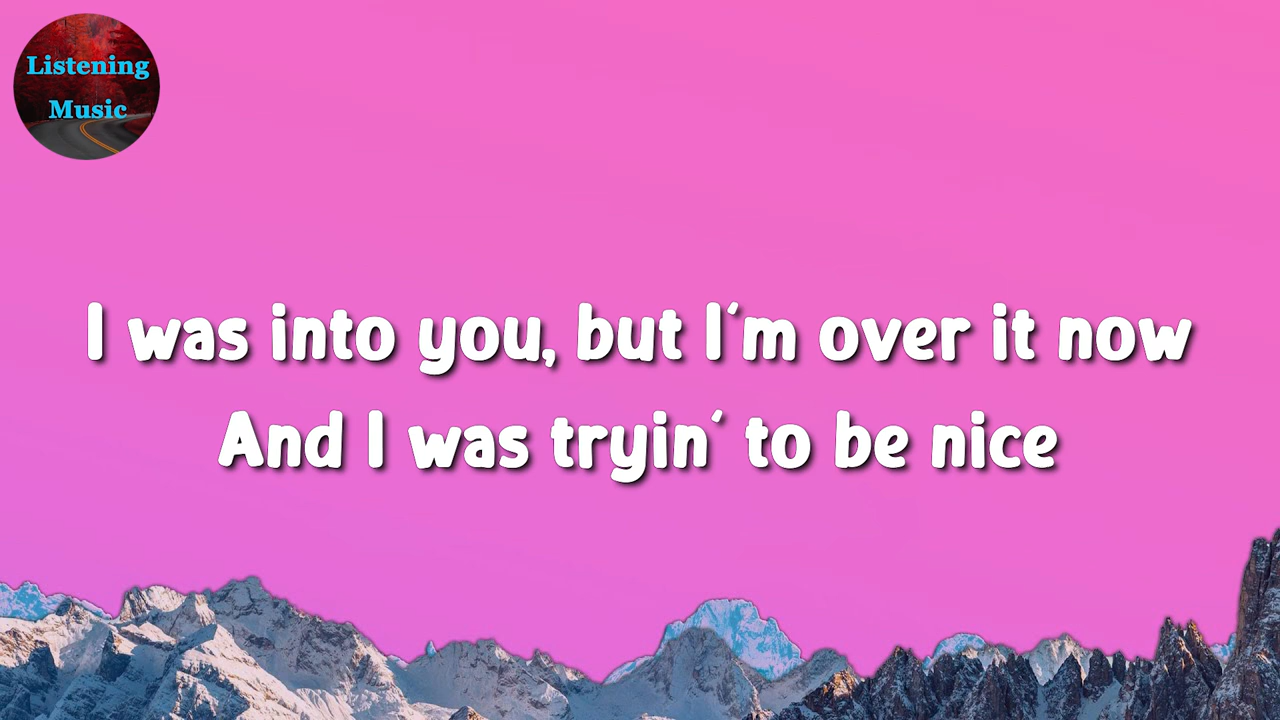 Listening
Music
I was into you, but I'm over it now
And I was tryin' to be nice